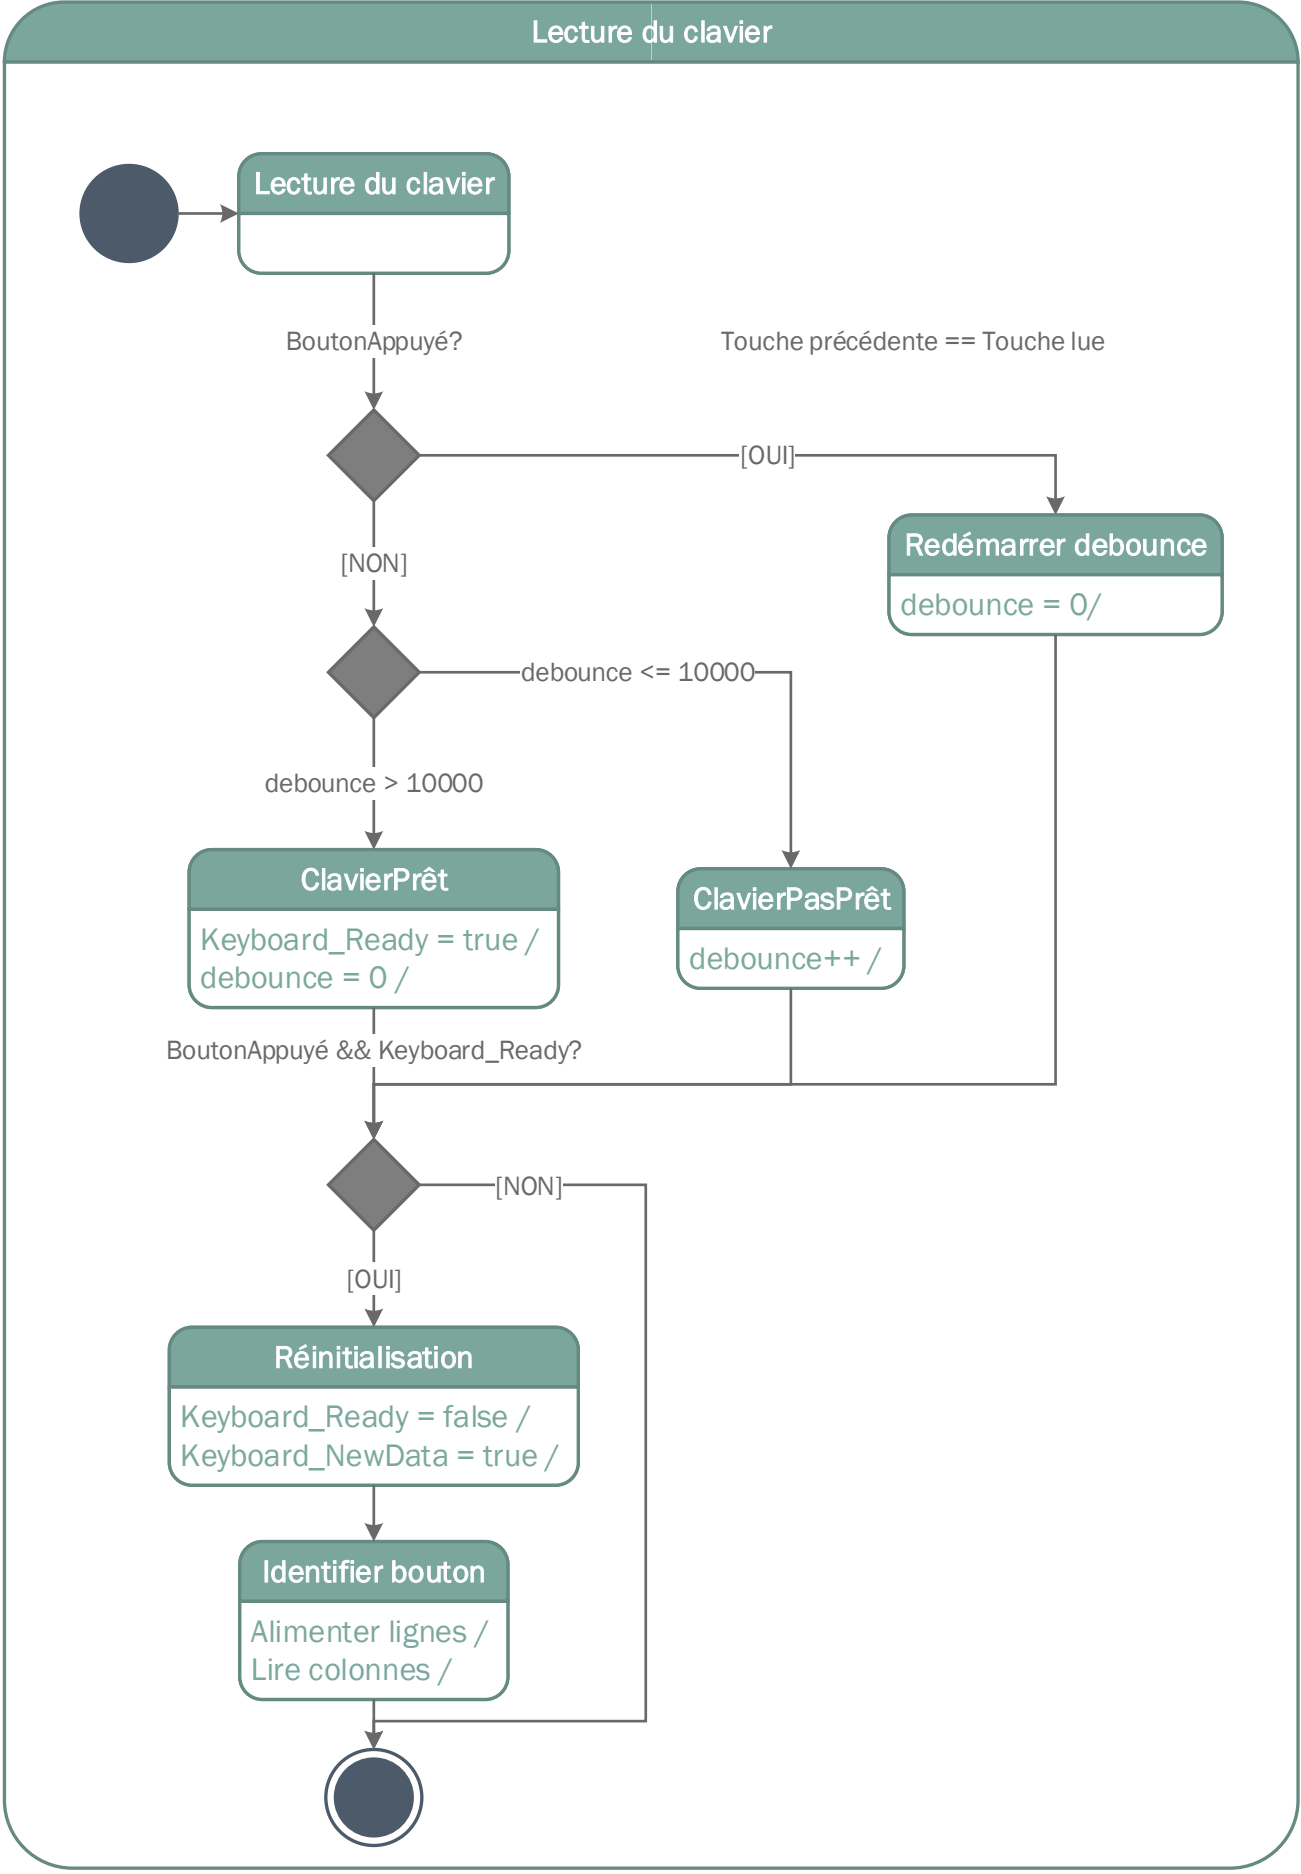 Lecture du clavier
Lecture du clavier
BoutonAppuyé?
Touche précédente == Touche lue
[OUI]
Redémarrer debounce
debounce = 0/
[NON]
debounce <= 10000
debounce > 10000
ClavierPrêt
Keyboard_Ready = true /
debounce = 0 /
ClavierPasPrêt
debounce++ /
BoutonAppuyé && Keyboard_Ready?
[NON]
[OUI]
Réinitialisation
Keyboard_Ready = false /
Keyboard_NewData = true /
Identifier bouton
Alimenter lignes /
Lire colonnes /